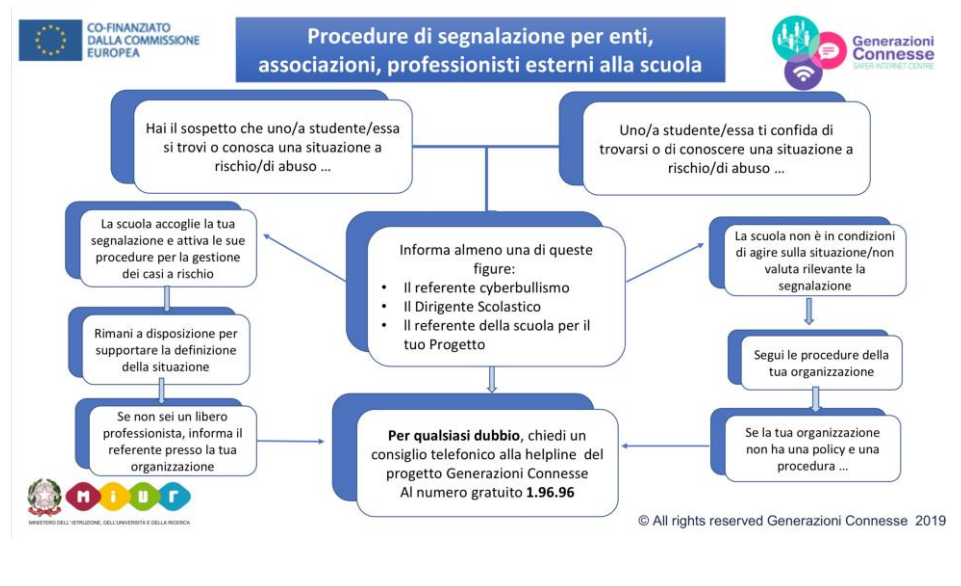 CO-FINANZIATO
DALLA COMMISSIONE
EUROPEA
Procedure di segnalazione per enti,
associazioni, professionisti esterni alla scuola
Generazioni
Connesse
SAFER INTERNET CENTRE
Hai il sospetto che uno/a studente/essa
si trovi o conosca una situazione a
rischio/di abuso ...
Uno/a studente/essa ti confida di
trovarsi o di conoscere una situazione a
rischio/di abuso ...
La scuola accoglie la tua
segnalazione e attiva le sue
procedure per la gestione
dei casi a rischio
Informa almeno una di queste
figure:
• Il referente cyberbullismo
• Il Dirigente Scolastico
• Il referente della scuola per il
tuo Progetto
La scuola non è in condizioni
di agire sulla situazione/non
valuta rilevante la
segnalazione
Rimani a disposizione per
supportare la definizione
della situazione
Segui le procedure della
tua organizzazione
Se non sei un libero
professionista, informa il
referente presso la tua
organizzazione
Per qualsiasi dubbio, chiedi un
consiglio telefonico alla helpline del
progetto Generazioni Connesse
Al numero gratuito 1.96.96
Se la tua organizzazione
non ha una policy e una
procedura ...
miur
MINISTERO DELL' ISTRUZIONE, DELL'UNIVERSITÀ E DELLA RICERCA
© All rights reserved Generazioni Connesse 2019